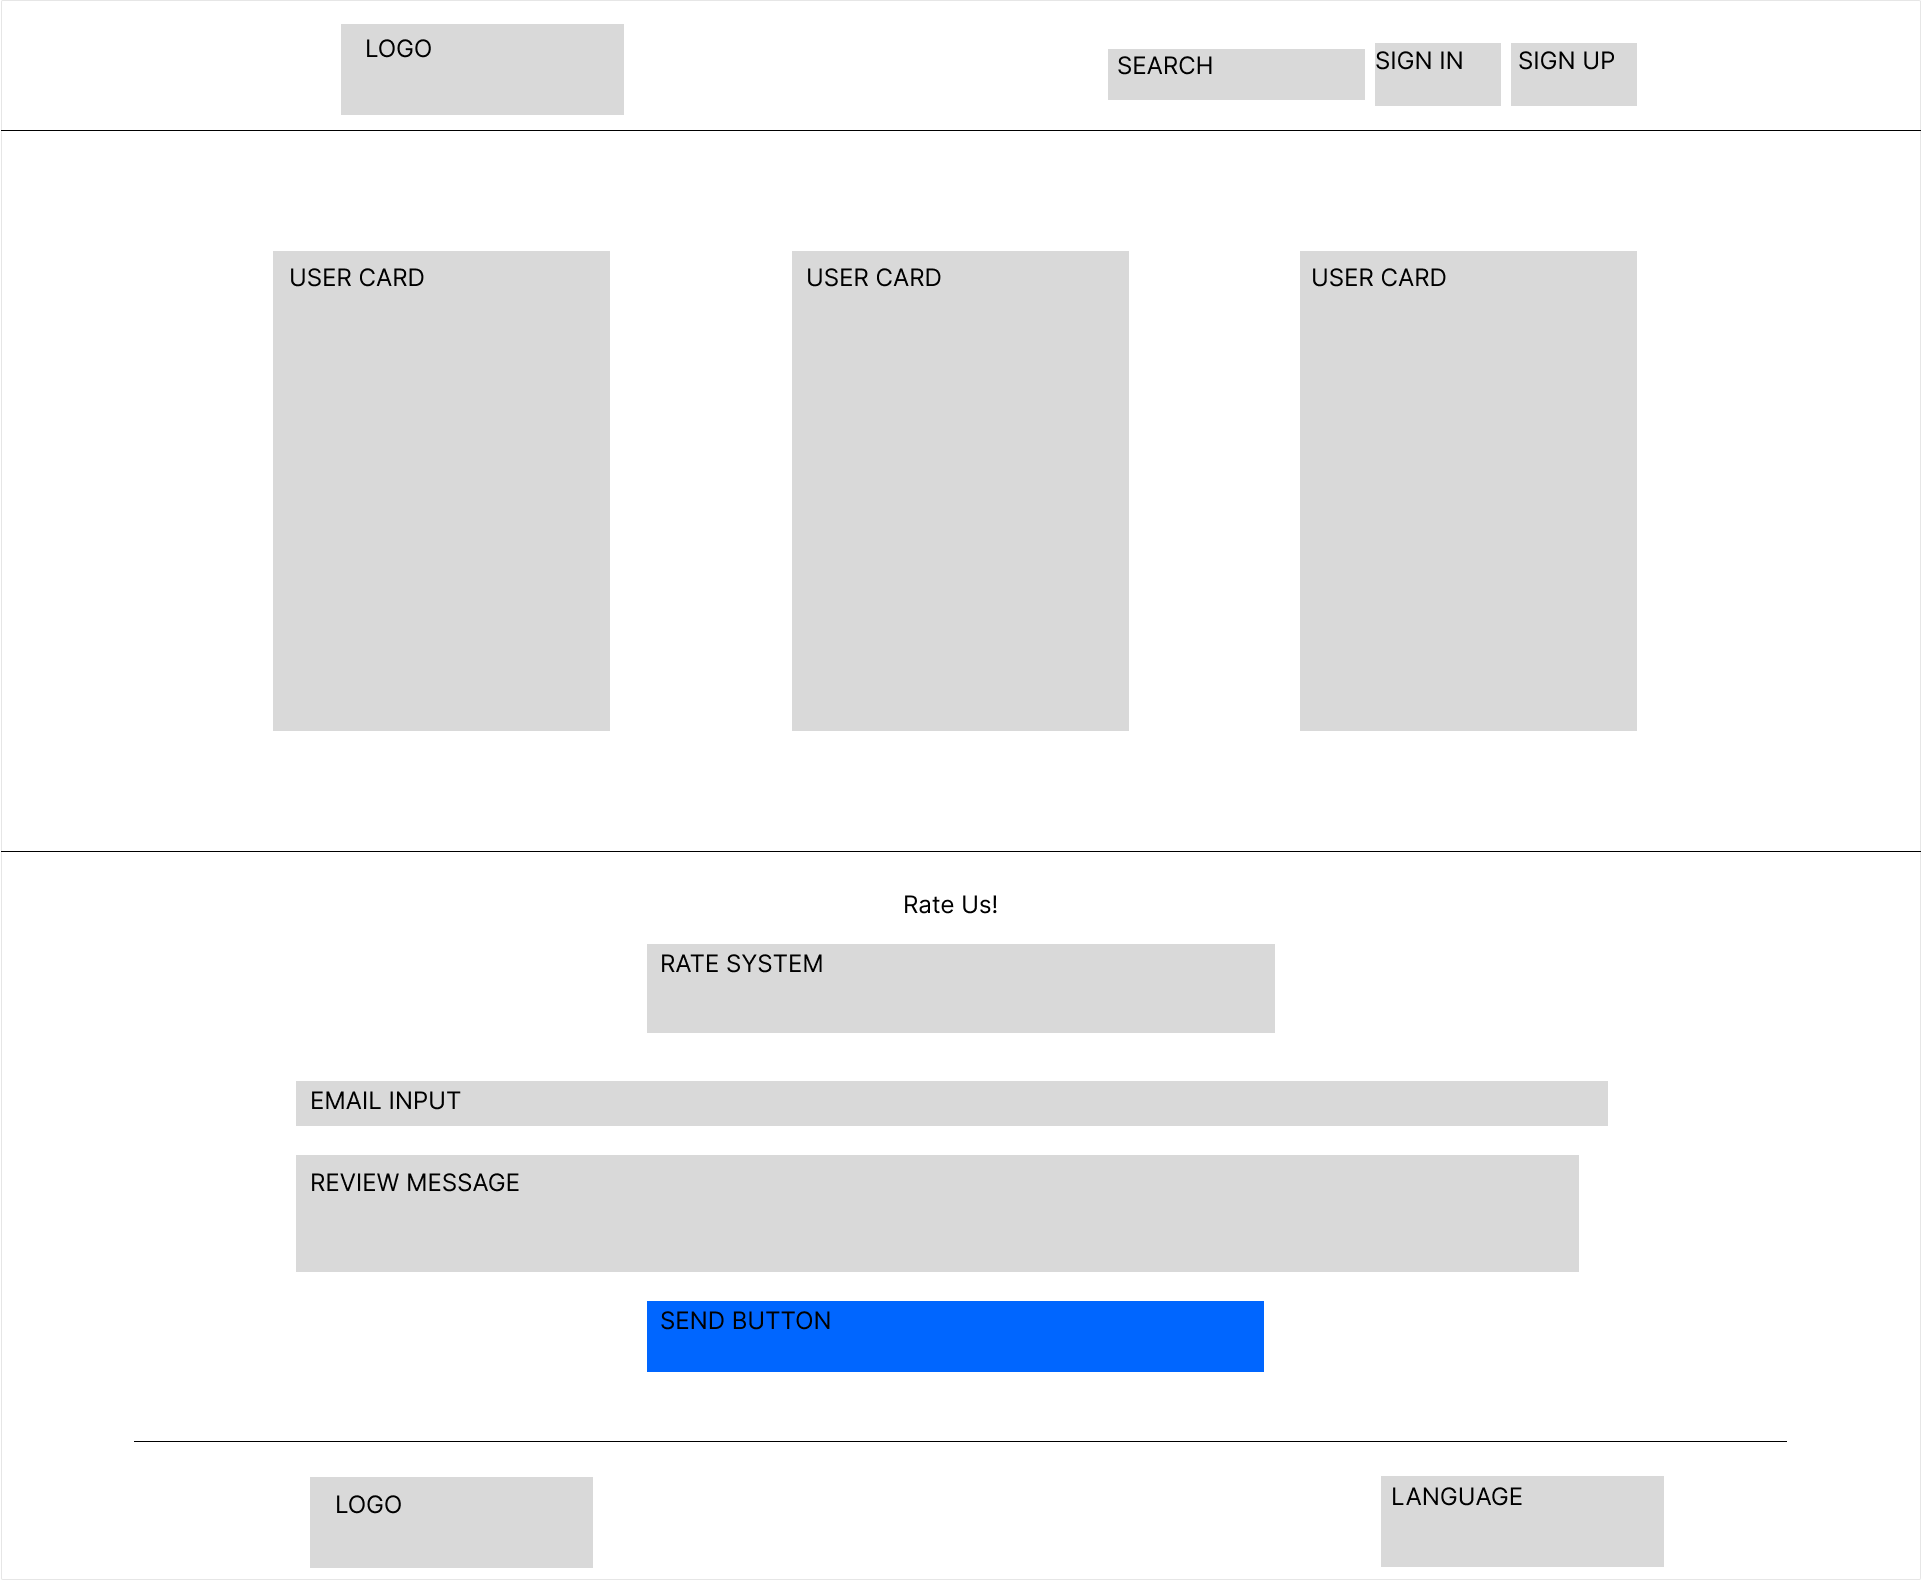 LOGO
SEARCH
SIGN IN
SIGN UP
USER CARD
USER CARD
USER CARD
Rate Us!
RATE SYSTEM
EMAIL INPUT
REVIEW MESSAGE
SEND BUTTON
LOGO
LANGUAGE